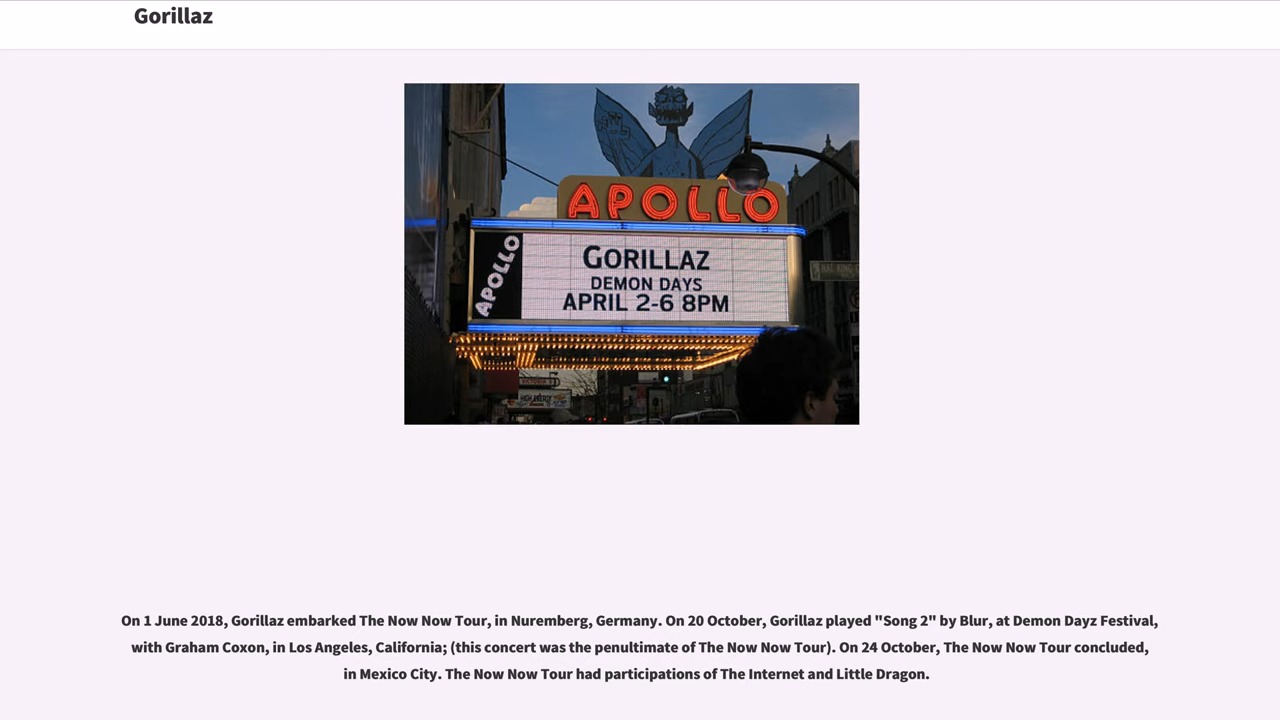 Gorillaz
APOLLO
APOLLO
GORILLAZ
DEMON DAYS
APRIL 2-6 8PM
On 1 June 2018, Gorillaz embarked The Now Now Tour, in Nuremberg, Germany. On 20 October, Gorillaz played "Song 2" by Blur, at Demon Dayz Festival,
with Graham Coxon, in Los Angeles, California; (this concert was the penultimate of The Now Now Tour). On 24 October, The Now Now Tour concluded,
in Mexico City. The Now Now Tour had participations of The Internet and Little Dragon.